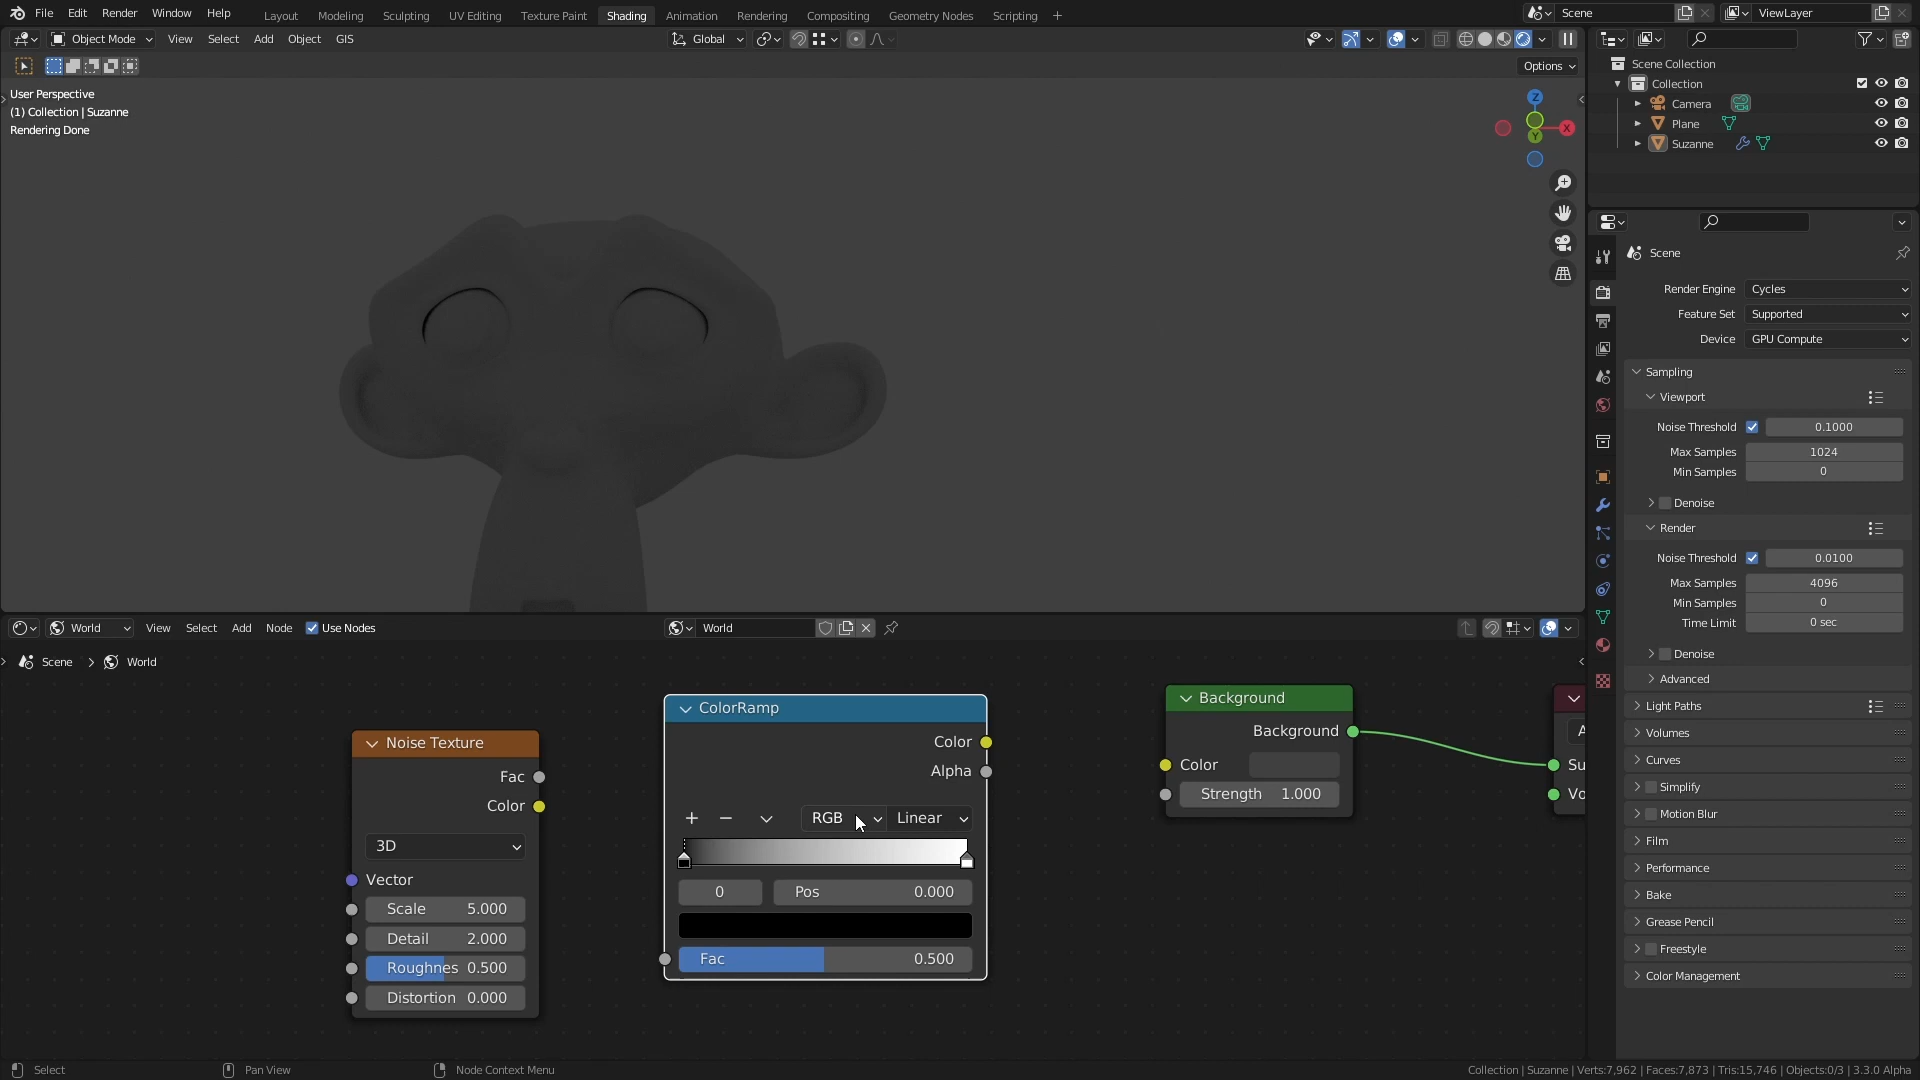 File Edit Render Window Help Layout Modeling Sculpting UV Editing Texture Paint Shading Animation Rendering Compositing Geometry Nodes Scripting + Scene ViewLayer
Object Mode View Select Add Object GIS Global
Options
User Perspective
(1) Collection | Suzanne
Rendering Done
Z
X
Y
Scene Collection
Collection
Camera
Plane
Suzanne
Scene
Render Engine Cycles
Feature Set Supported
Device GPU Compute
Sampling
Viewport
Noise Threshold 0.1000
Max Samples 1024
Min Samples 0
Denoise
Render
Noise Threshold 0.0100
Max Samples 4096
Min Samples 0
Time Limit 0 sec
Denoise
Advanced
Light Paths
Volumes
Curves
Simplify
Motion Blur
Film
Performance
Bake
Grease Pencil
Freestyle
Color Management
World View Select Add Node Use Nodes World
Scene > World
Noise Texture
Fac
Color
3D
Vector
Scale 5.000
Detail 2.000
Roughnes 0.500
Distortion 0.000
ColorRamp
Color
Alpha
+ − RGB Linear
0 Pos 0.000
Fac 0.500
Background
Background
Color
Strength 1.000
A
Su
Vo
Select Pan View Node Context Menu Collection | Suzanne | Verts:7,962 | Faces:7,873 | Tris:15,746 | Objects:0/3 | 3.3.0 Alpha